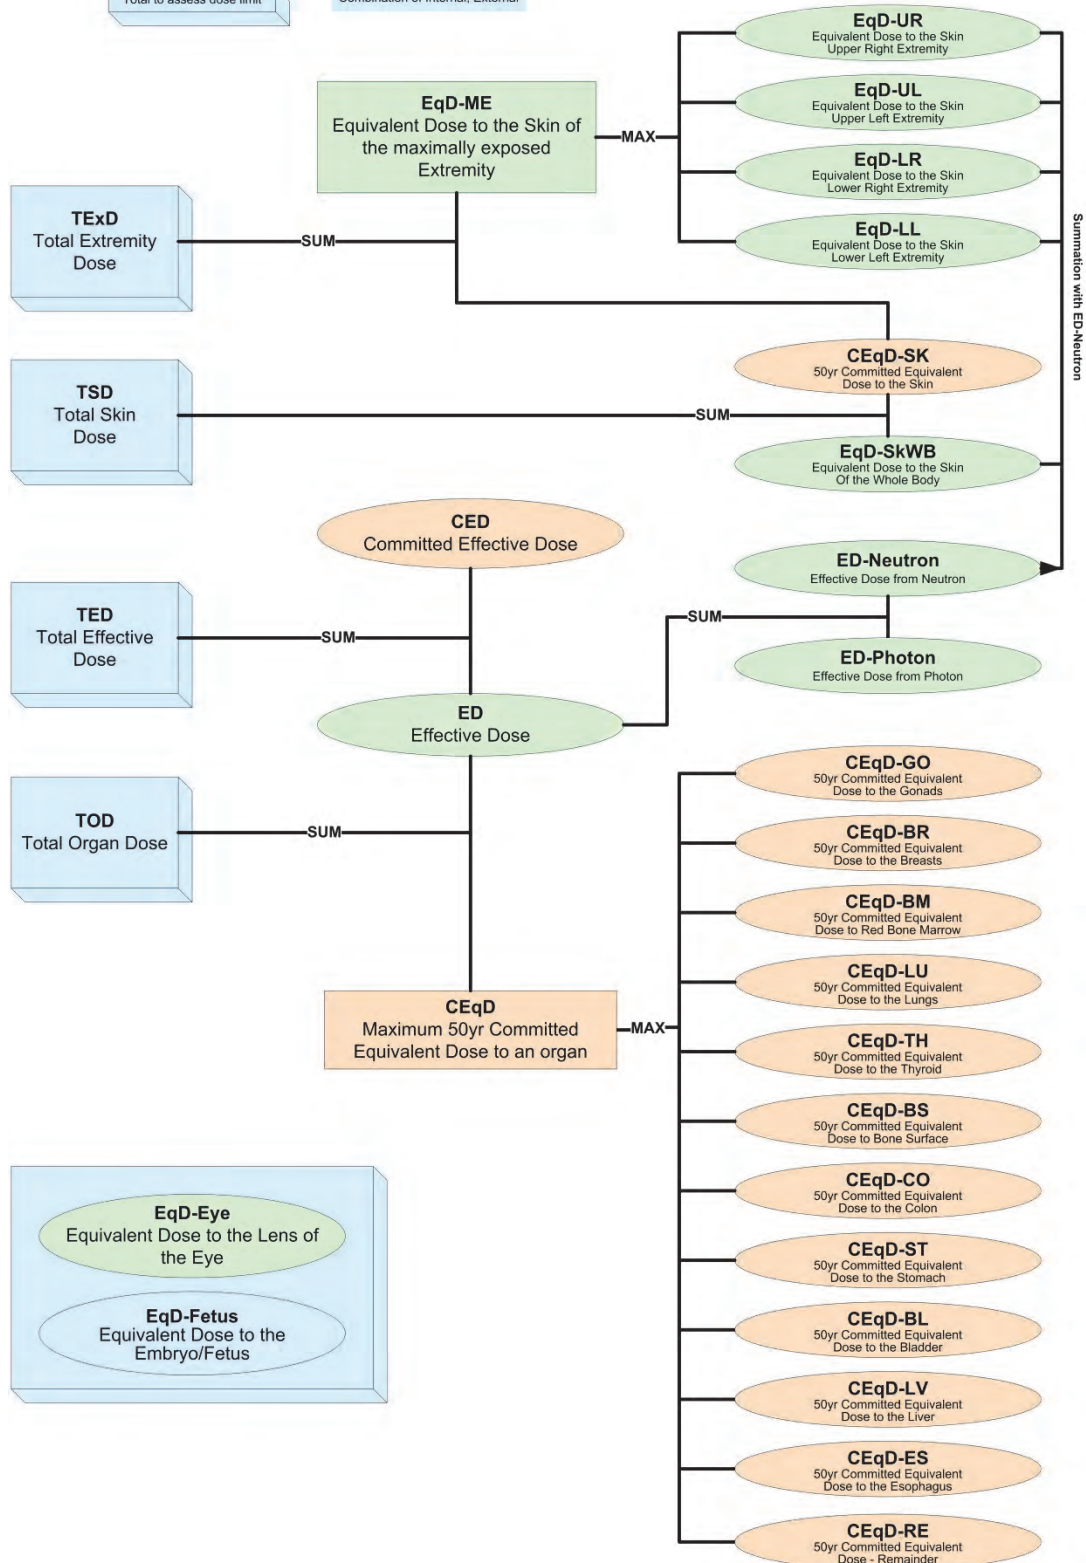 Total to assess dose limit
Combination of Internal, External
EqD-UR
Equivalent Dose to the Skin
Upper Right Extremity
EqD-UL
Equivalent Dose to the Skin
Upper Left Extremity
EqD-LR
Equivalent Dose to the Skin
Lower Right Extremity
EqD-LL
Equivalent Dose to the Skin
Lower Left Extremity
EqD-ME
Equivalent Dose to the Skin of
the maximally exposed
Extremity
MAX
Summation with ED-Neutron
TExD
Total Extremity
Dose
SUM
CEqD-SK
50yr Committed Equivalent
Dose to the Skin
TSD
Total Skin
Dose
SUM
EqD-SkWB
Equivalent Dose to the Skin
Of the Whole Body
CED
Committed Effective Dose
ED-Neutron
Effective Dose from Neutron
TED
Total Effective
Dose
SUM
SUM
ED-Photon
Effective Dose from Photon
ED
Effective Dose
TOD
Total Organ Dose
SUM
CEqD
Maximum 50yr Committed
Equivalent Dose to an organ
MAX
CEqD-GO
50yr Committed Equivalent
Dose to the Gonads
CEqD-BR
50yr Committed Equivalent
Dose to the Breasts
CEqD-BM
50yr Committed Equivalent
Dose to Red Bone Marrow
CEqD-LU
50yr Committed Equivalent
Dose to the Lungs
CEqD-TH
50yr Committed Equivalent
Dose to the Thyroid
CEqD-BS
50yr Committed Equivalent
Dose to Bone Surface
CEqD-CO
50yr Committed Equivalent
Dose to the Colon
CEqD-ST
50yr Committed Equivalent
Dose to the Stomach
CEqD-BL
50yr Committed Equivalent
Dose to the Bladder
CEqD-LV
50yr Committed Equivalent
Dose to the Liver
CEqD-ES
50yr Committed Equivalent
Dose to the Esophagus
CEqD-RE
50yr Committed Equivalent
Dose - Remainder
EqD-Eye
Equivalent Dose to the Lens of
the Eye
EqD-Fetus
Equivalent Dose to the
Embryo/Fetus